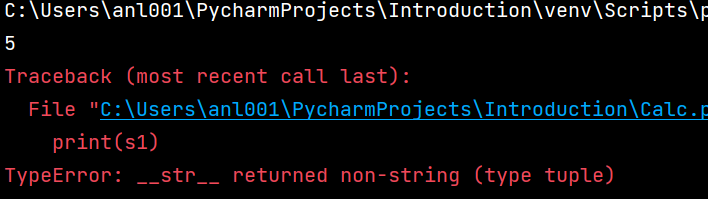 C:\Users\anl001\PycharmProjects\Introduction\venv\Scripts\p
5
Traceback (most recent call last):
  File "C:\Users\anl001\PycharmProjects\Introduction\Calc.p
    print(s1)
TypeError: __str__ returned non-string (type tuple)